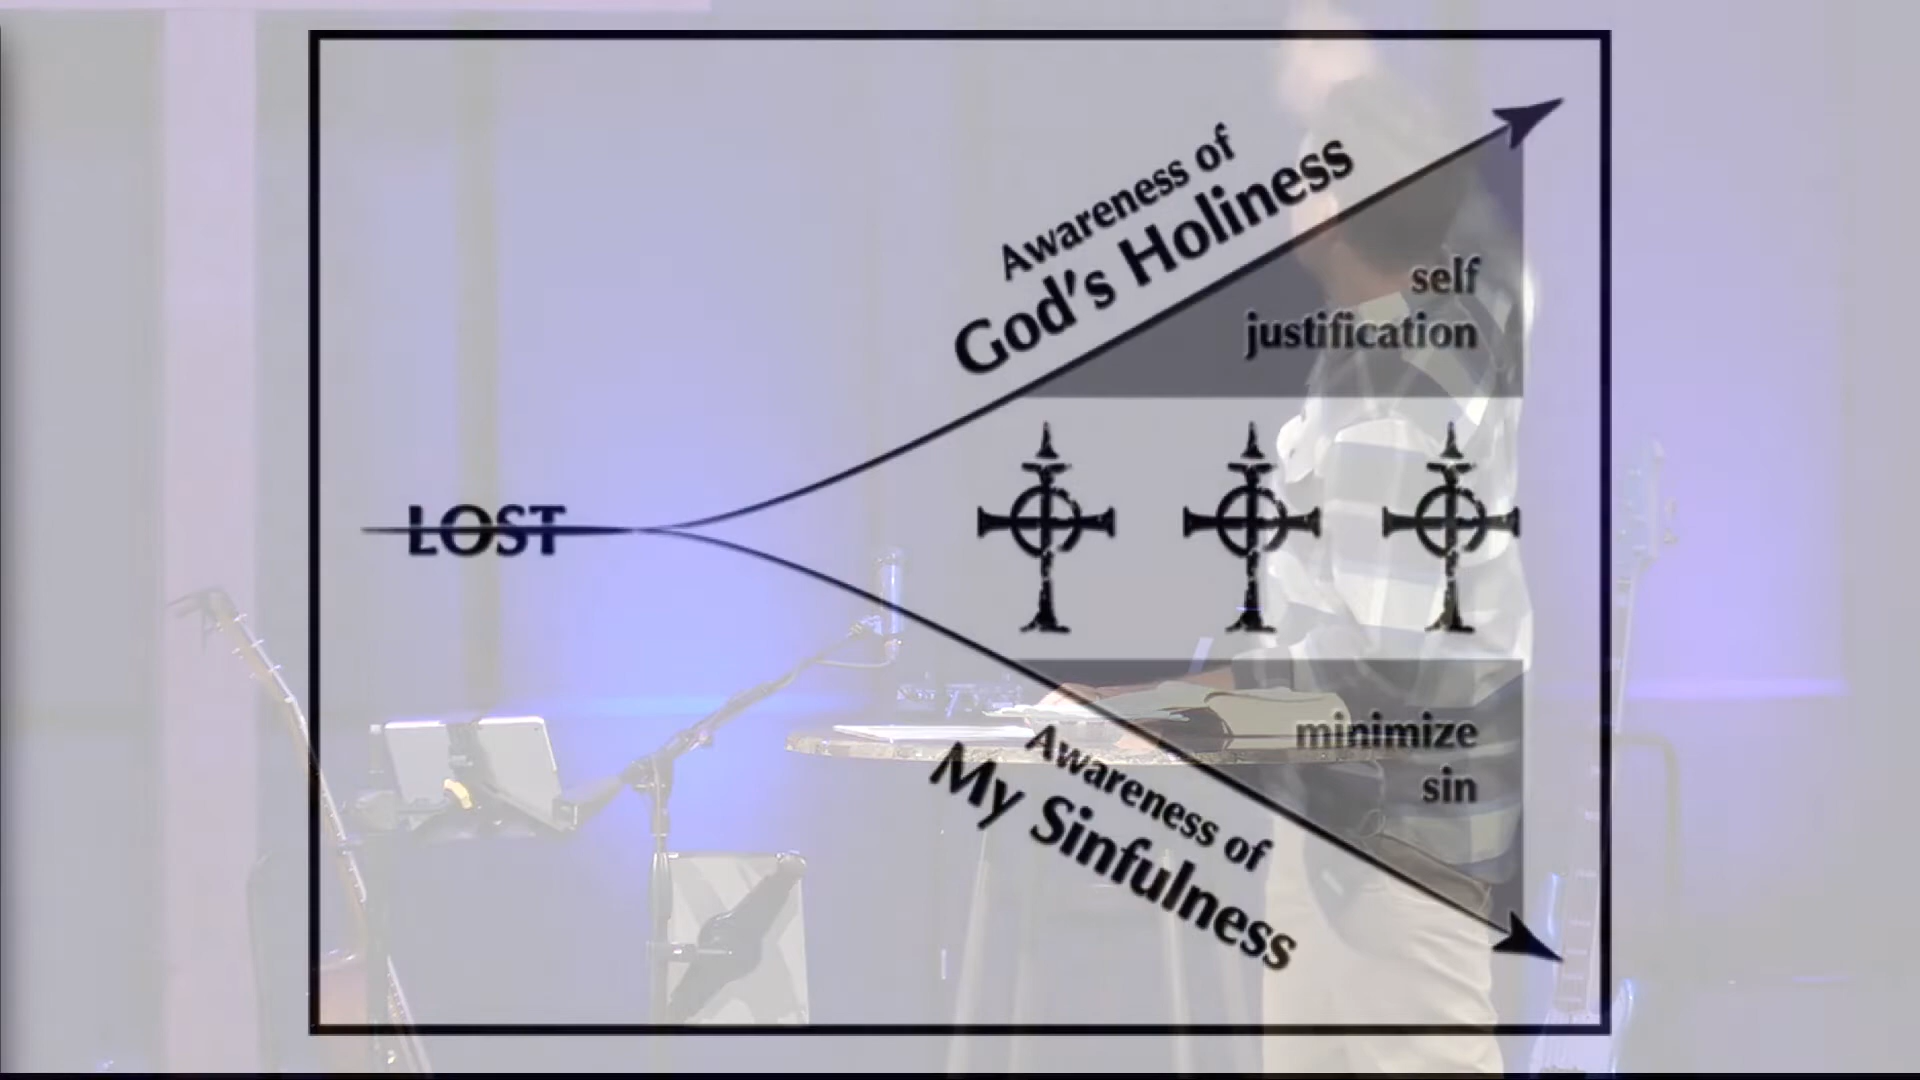 Awareness of
God's Holiness
self
justification
LOST
minimize
sin
Awareness of
My Sinfulness